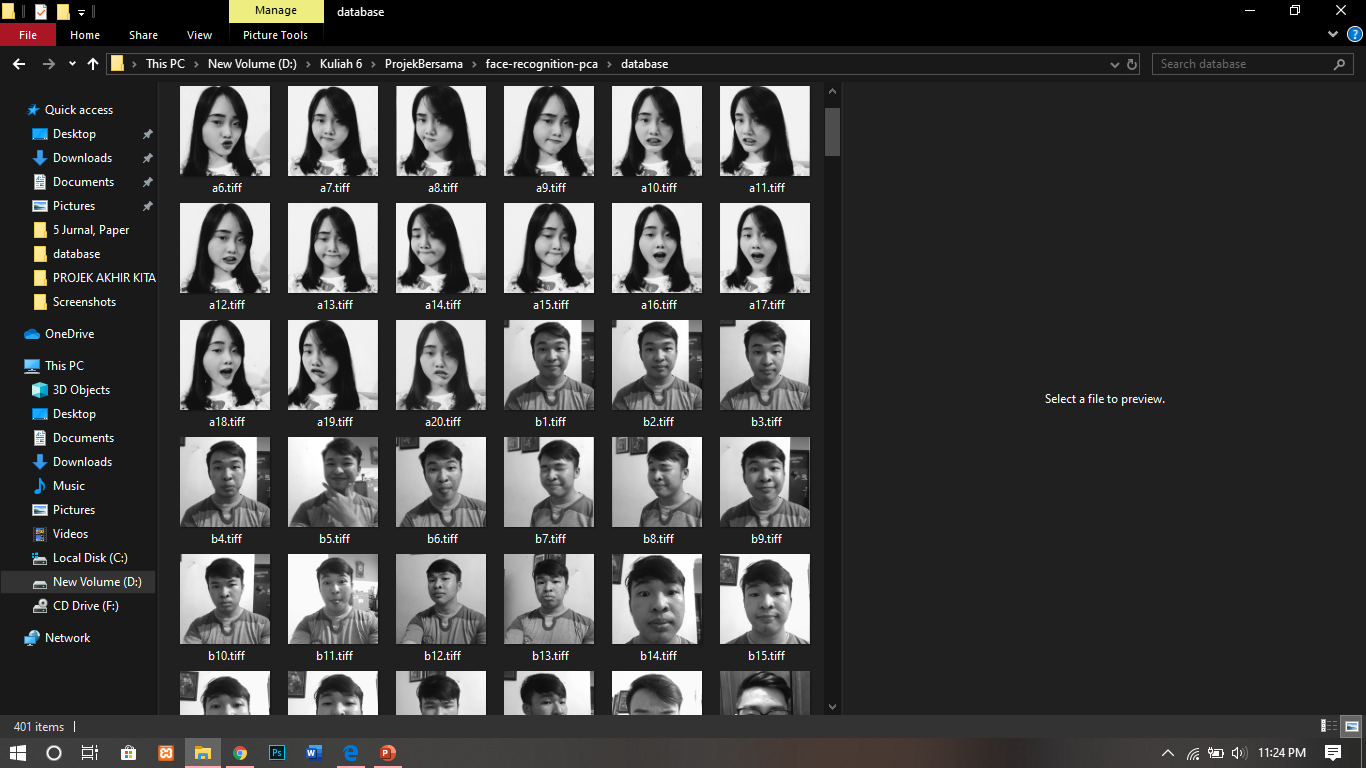 Manage
database
File
Home
Share
View
Picture Tools
This PC
New Volume (D:)
Kuliah 6
ProjekBersama
face-recognition-pca
database
Search database
Quick access
Desktop
Downloads
Documents
Pictures
5 Jurnal, Paper
database
PROJEK AKHIR KITA
Screenshots
OneDrive
This PC
3D Objects
Desktop
Documents
Downloads
Music
Pictures
Videos
Local Disk (C:)
New Volume (D:)
CD Drive (F:)
Network
a6.tiff a7.tiff a8.tiff a9.tiff a10.tiff a11.tiff
a12.tiff a13.tiff a14.tiff a15.tiff a16.tiff a17.tiff
a18.tiff a19.tiff a20.tiff b1.tiff b2.tiff b3.tiff
b4.tiff b5.tiff b6.tiff b7.tiff b8.tiff b9.tiff
b10.tiff b11.tiff b12.tiff b13.tiff b14.tiff b15.tiff
Select a file to preview.
401 items
11:24 PM